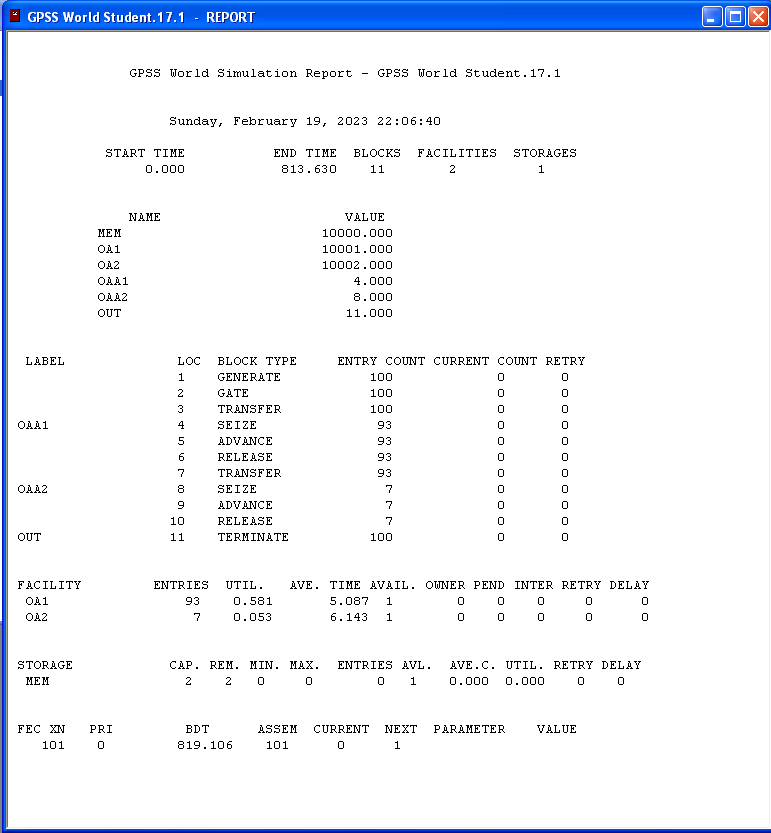 GPSS World Student.17.1 - REPORT
GPSS World Simulation Report - GPSS World Student.17.1
Sunday, February 19, 2023 22:06:40
START TIME END TIME BLOCKS FACILITIES STORAGES
0.000 813.630 11 2 1
NAME VALUE
MEM 10000.000
OA1 10001.000
OA2 10002.000
OAA1 4.000
OAA2 8.000
OUT 11.000
LABEL LOC BLOCK TYPE ENTRY COUNT CURRENT COUNT RETRY
1 GENERATE 100 0 0
2 GATE 100 0 0
3 TRANSFER 100 0 0
OAA1 4 SEIZE 93 0 0
5 ADVANCE 93 0 0
6 RELEASE 93 0 0
7 TRANSFER 93 0 0
OAA2 8 SEIZE 7 0 0
9 ADVANCE 7 0 0
10 RELEASE 7 0 0
OUT 11 TERMINATE 100 0 0
FACILITY ENTRIES UTIL. AVE. TIME AVAIL. OWNER PEND INTER RETRY DELAY
OA1 93 0.581 5.087 1 0 0 0 0 0
OA2 7 0.053 6.143 1 0 0 0 0 0
STORAGE CAP. REM. MIN. MAX. ENTRIES AVL. AVE.C. UTIL. RETRY DELAY
MEM 2 2 0 0 0 1 0.000 0.000 0 0
FEC XN PRI BDT ASSEM CURRENT NEXT PARAMETER VALUE
101 0 819.106 101 0 1